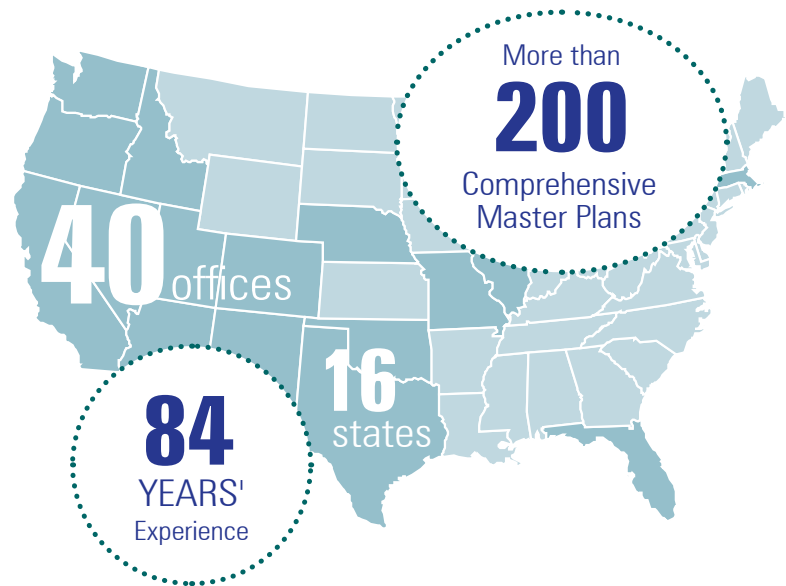 More than
200
Comprehensive
Master Plans
40 offices
16
states
84
YEARS'
Experience